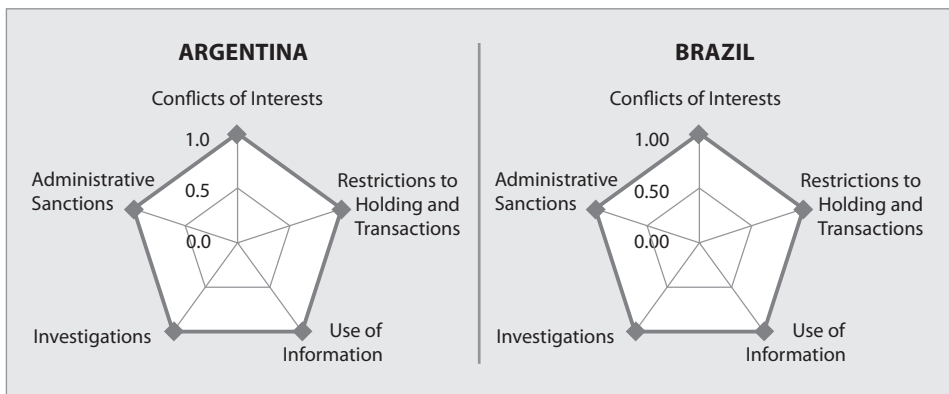 ARGENTINA
Conflicts of Interests
1.0
0.5
0.0
Administrative
Sanctions
Restrictions to
Holding and
Transactions
Investigations
Use of
Information
BRAZIL
Conflicts of Interests
1.00
0.50
0.00
Administrative
Sanctions
Restrictions to
Holding and
Transactions
Investigations
Use of
Information